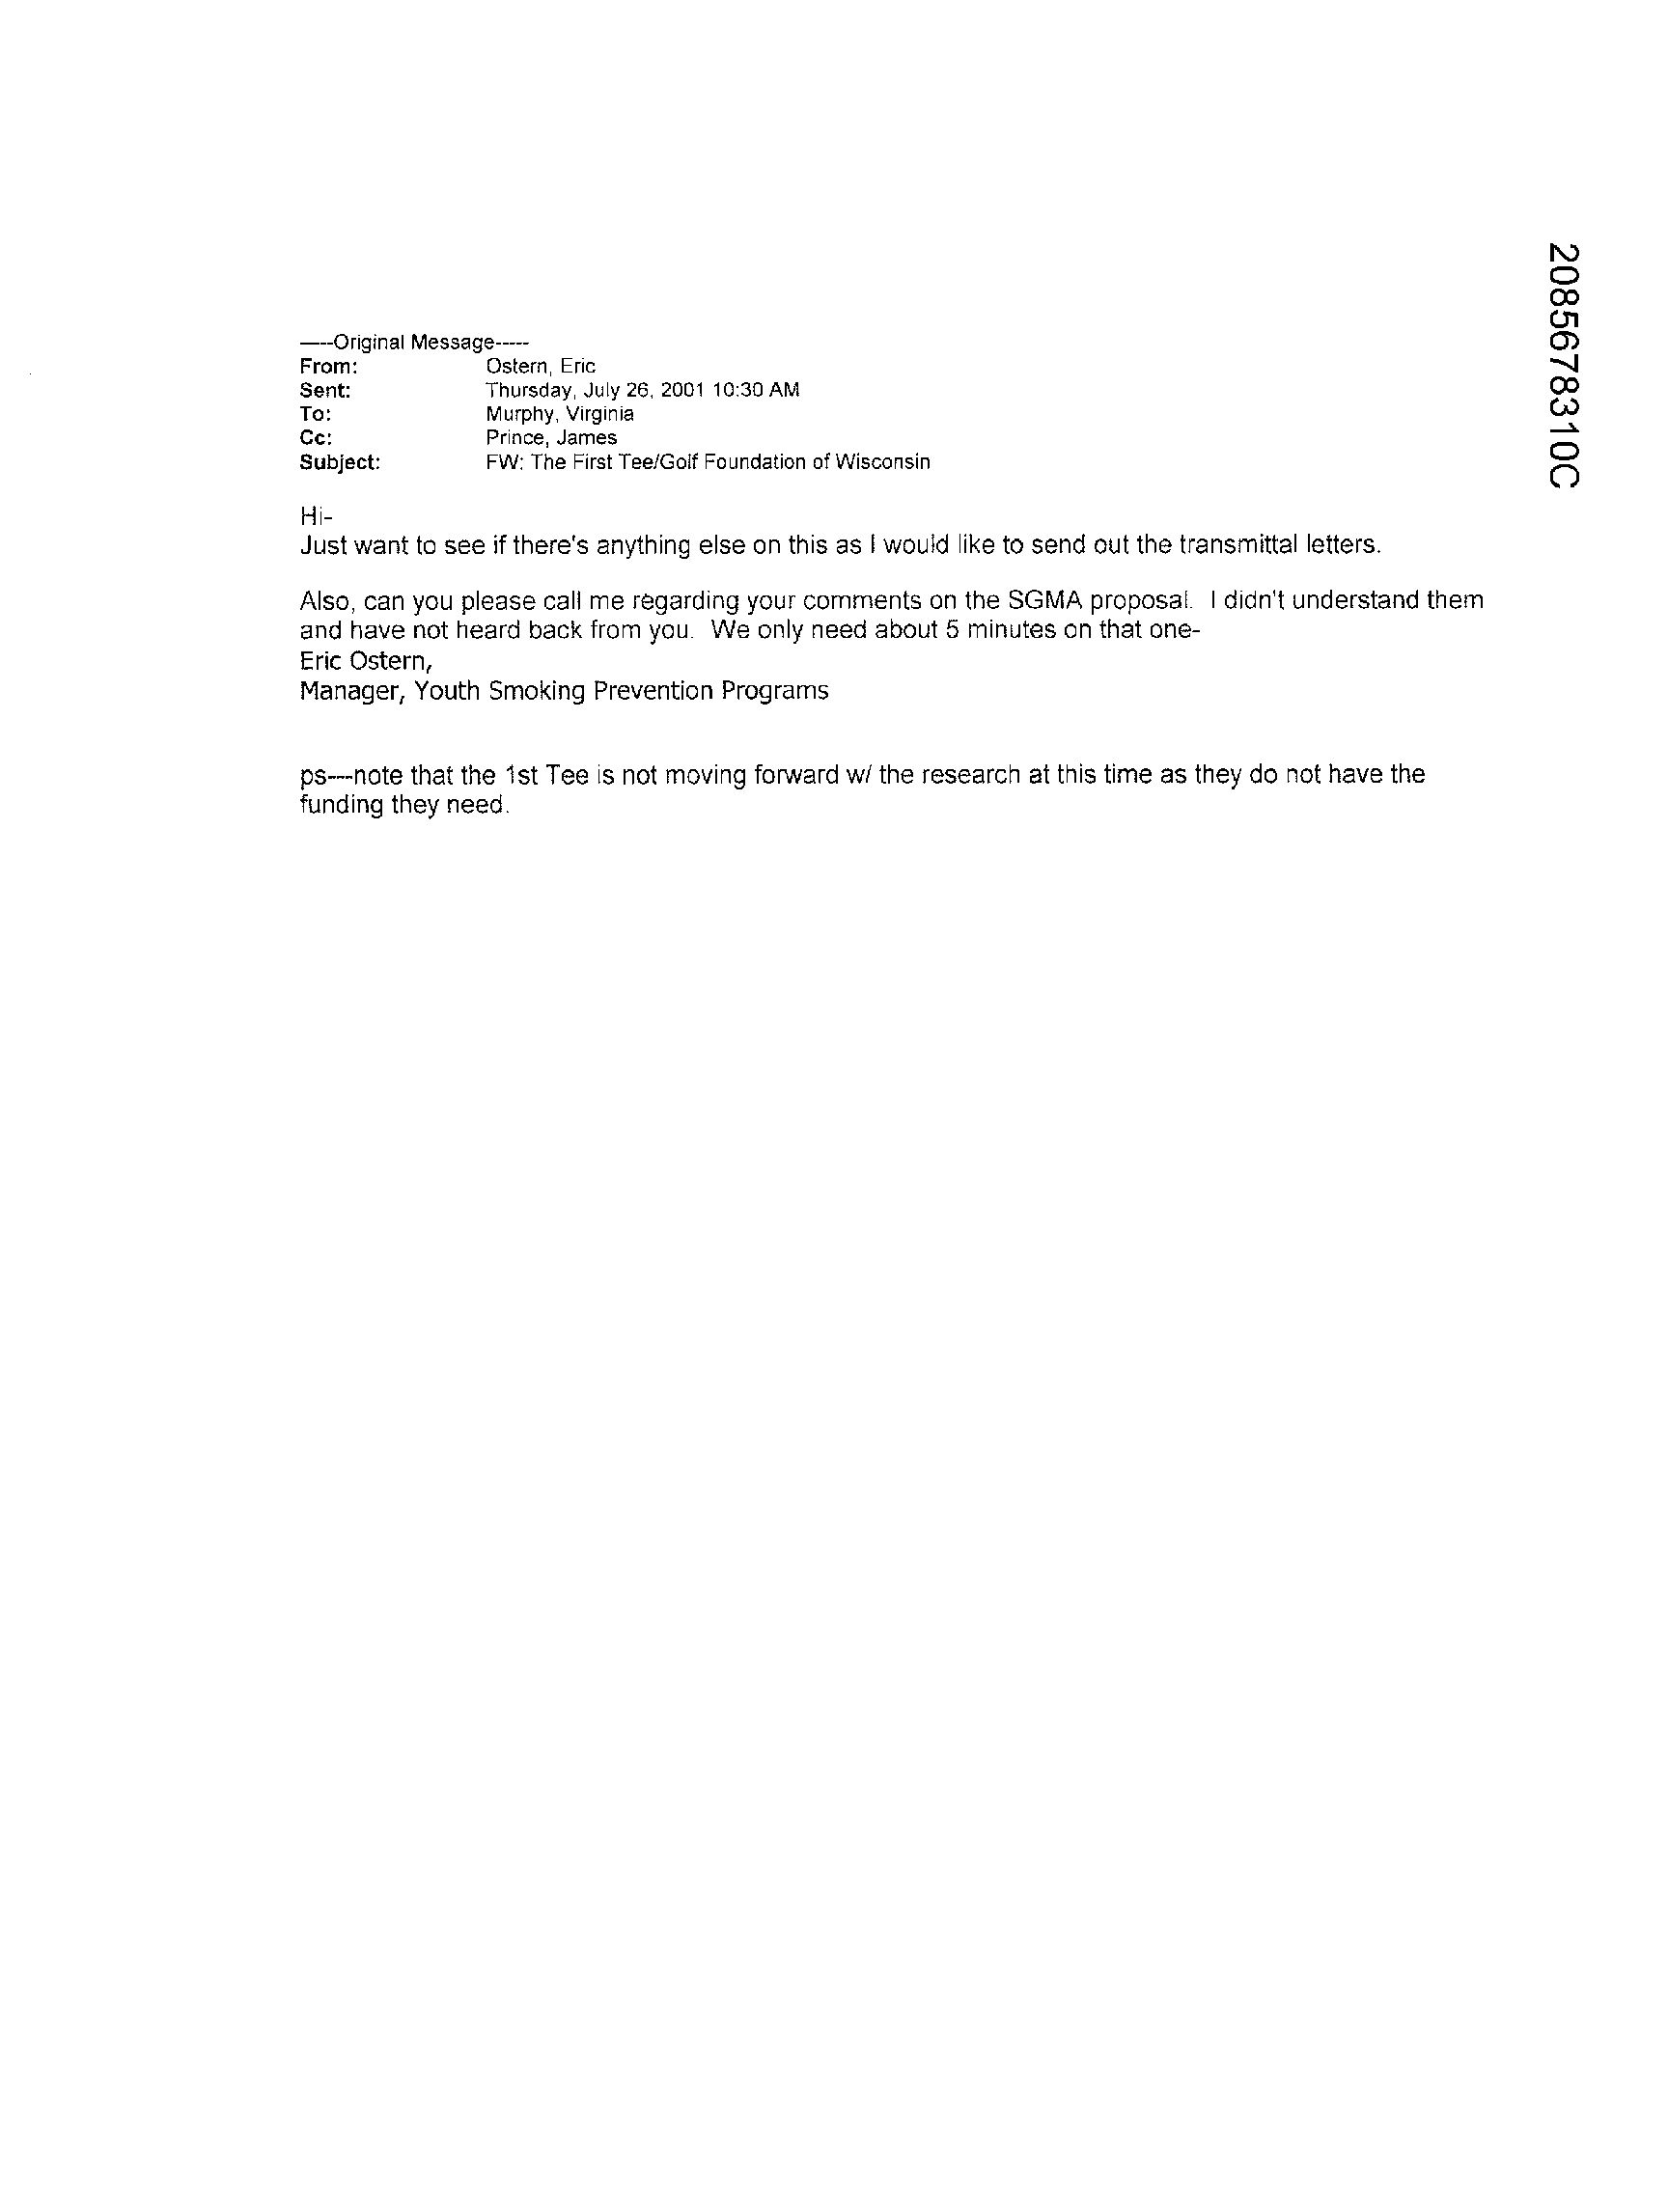 -----Original Message-----
From: Ostern, Eric
Sent: Thursday, July 26, 2001 10:30 AM
To: Murphy, Virginia
Cc: Prince, James
Subject: FW: The First Tee/Golf Foundation of Wisconsin
Hi-
Just want to see if there's anything else on this as I would like to send out the transmittal letters.
Also, can you please call me regarding your comments on the SGMA proposal. I didn't understand them
and have not heard back from you. We only need about 5 minutes on that one-
Eric Ostern,
Manager, Youth Smoking Prevention Programs
ps---note that the 1st Tee is not moving forward w/ the research at this time as they do not have the
funding they need.
2085678310C